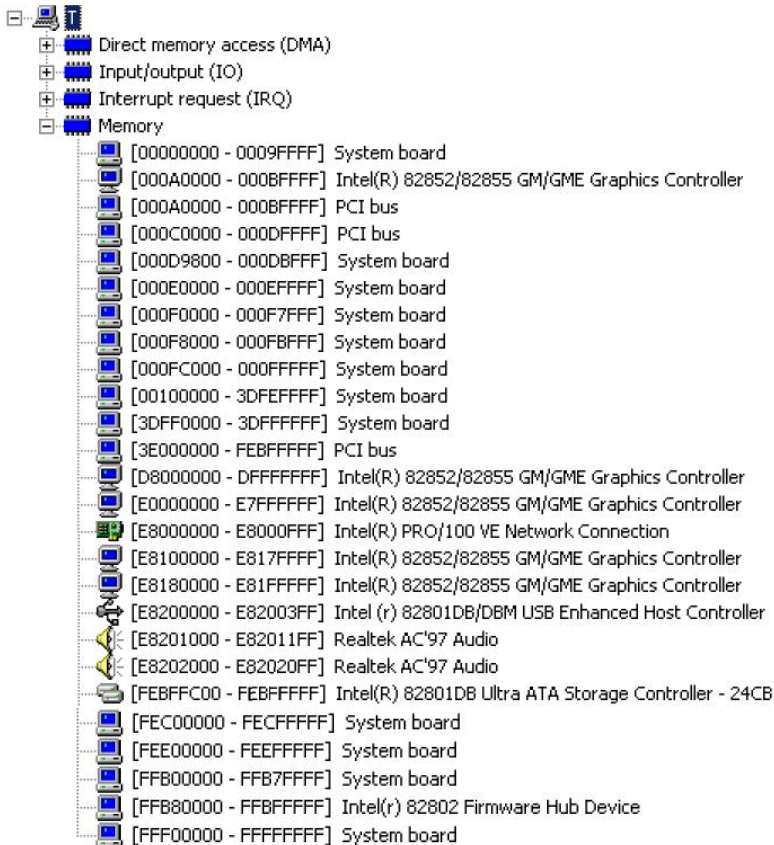 T
Direct memory access (DMA)
Input/output (IO)
Interrupt request (IRQ)
Memory
[00000000 - 0009FFFF] System board
[000A0000 - 000BFFFF] Intel(R) 82852/82855 GM/GME Graphics Controller
[000A0000 - 000BFFFF] PCI bus
[000C0000 - 000DFFFF] PCI bus
[000D9800 - 000DBFFF] System board
[000E0000 - 000EFFFF] System board
[000F0000 - 000F7FFF] System board
[000F8000 - 000FBFFF] System board
[000FC000 - 000FFFFF] System board
[00100000 - 3DFEFFFF] System board
[3DFF0000 - 3DFFFFFF] System board
[3E000000 - FEBFFFFF] PCI bus
[D8000000 - DFFFFFFF] Intel(R) 82852/82855 GM/GME Graphics Controller
[E0000000 - E7FFFFFF] Intel(R) 82852/82855 GM/GME Graphics Controller
[E8000000 - E8000FFF] Intel(R) PRO/100 VE Network Connection
[E8100000 - E817FFFF] Intel(R) 82852/82855 GM/GME Graphics Controller
[E8180000 - E81FFFFF] Intel(R) 82852/82855 GM/GME Graphics Controller
[E8200000 - E82003FF] Intel (r) 82801DB/DBM USB Enhanced Host Controller
[E8201000 - E82011FF] Realtek AC'97 Audio
[E8202000 - E82020FF] Realtek AC'97 Audio
[FEBFFC00 - FEBFFFFF] Intel(R) 82801DB Ultra ATA Storage Controller - 24CB
[FEC00000 - FECFFFFF] System board
[FEE00000 - FEEFFFFF] System board
[FFB00000 - FFB7FFFF] System board
[FFB80000 - FFBFFFFF] Intel(r) 82802 Firmware Hub Device
[FFF00000 - FFFFFFFF] System board